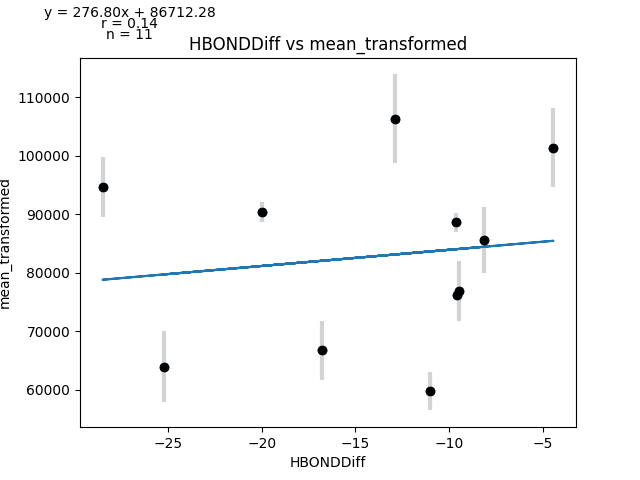 y = 276.80x + 86712.28
r = 0.14
n = 11
HBONDDiff vs mean_transformed
mean_transformed
110000
100000
90000
80000
70000
60000
−25
−20
−15
−10
−5
HBONDDiff